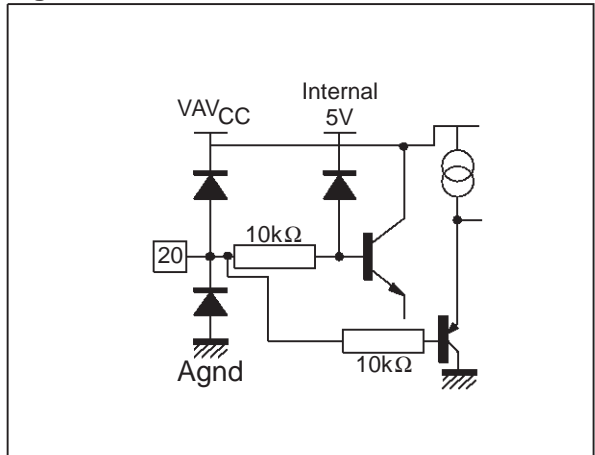 Internal
VAVCC 5V
10kΩ
20
10kΩ
Agnd